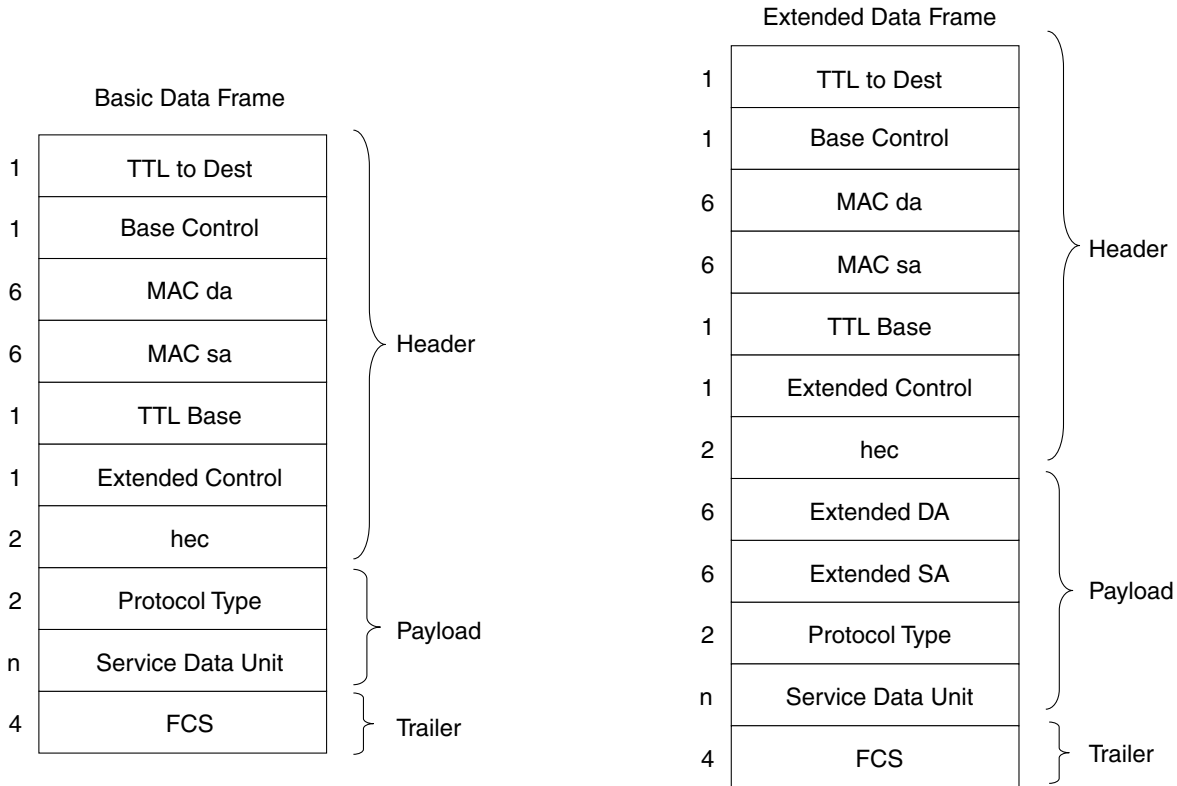 Basic Data Frame
1 TTL to Dest
1 Base Control
6 MAC da
6 MAC sa
1 TTL Base
1 Extended Control
2 hec
2 Protocol Type
n Service Data Unit
4 FCS
Header
Payload
Trailer
Extended Data Frame
1 TTL to Dest
1 Base Control
6 MAC da
6 MAC sa
1 TTL Base
1 Extended Control
2 hec
6 Extended DA
6 Extended SA
2 Protocol Type
n Service Data Unit
4 FCS
Header
Payload
Trailer